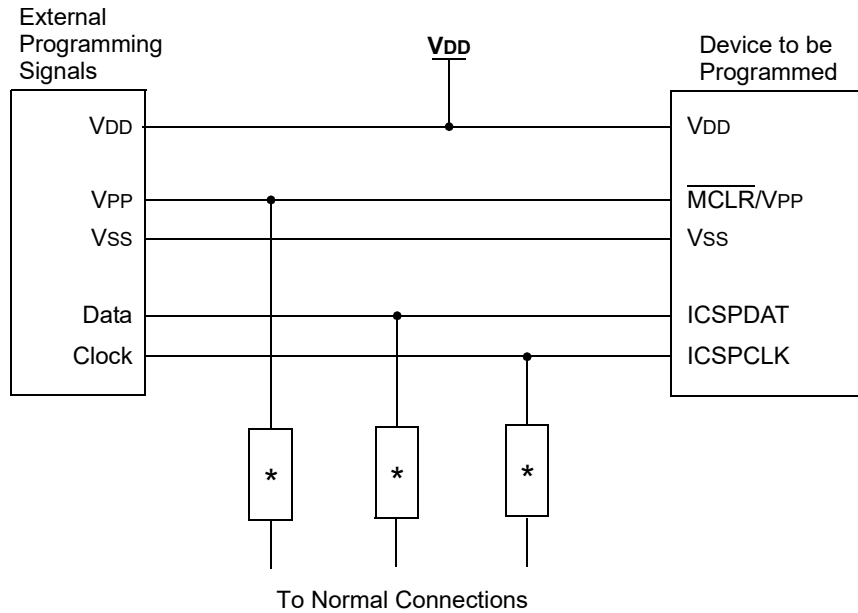 External
Programming
Signals
VDD
Device to be
Programmed
VDD
VDD
VPP
MCLR/VPP
VSS
VSS
Data
ICSPDAT
Clock
ICSPCLK
*
*
*
To Normal Connections